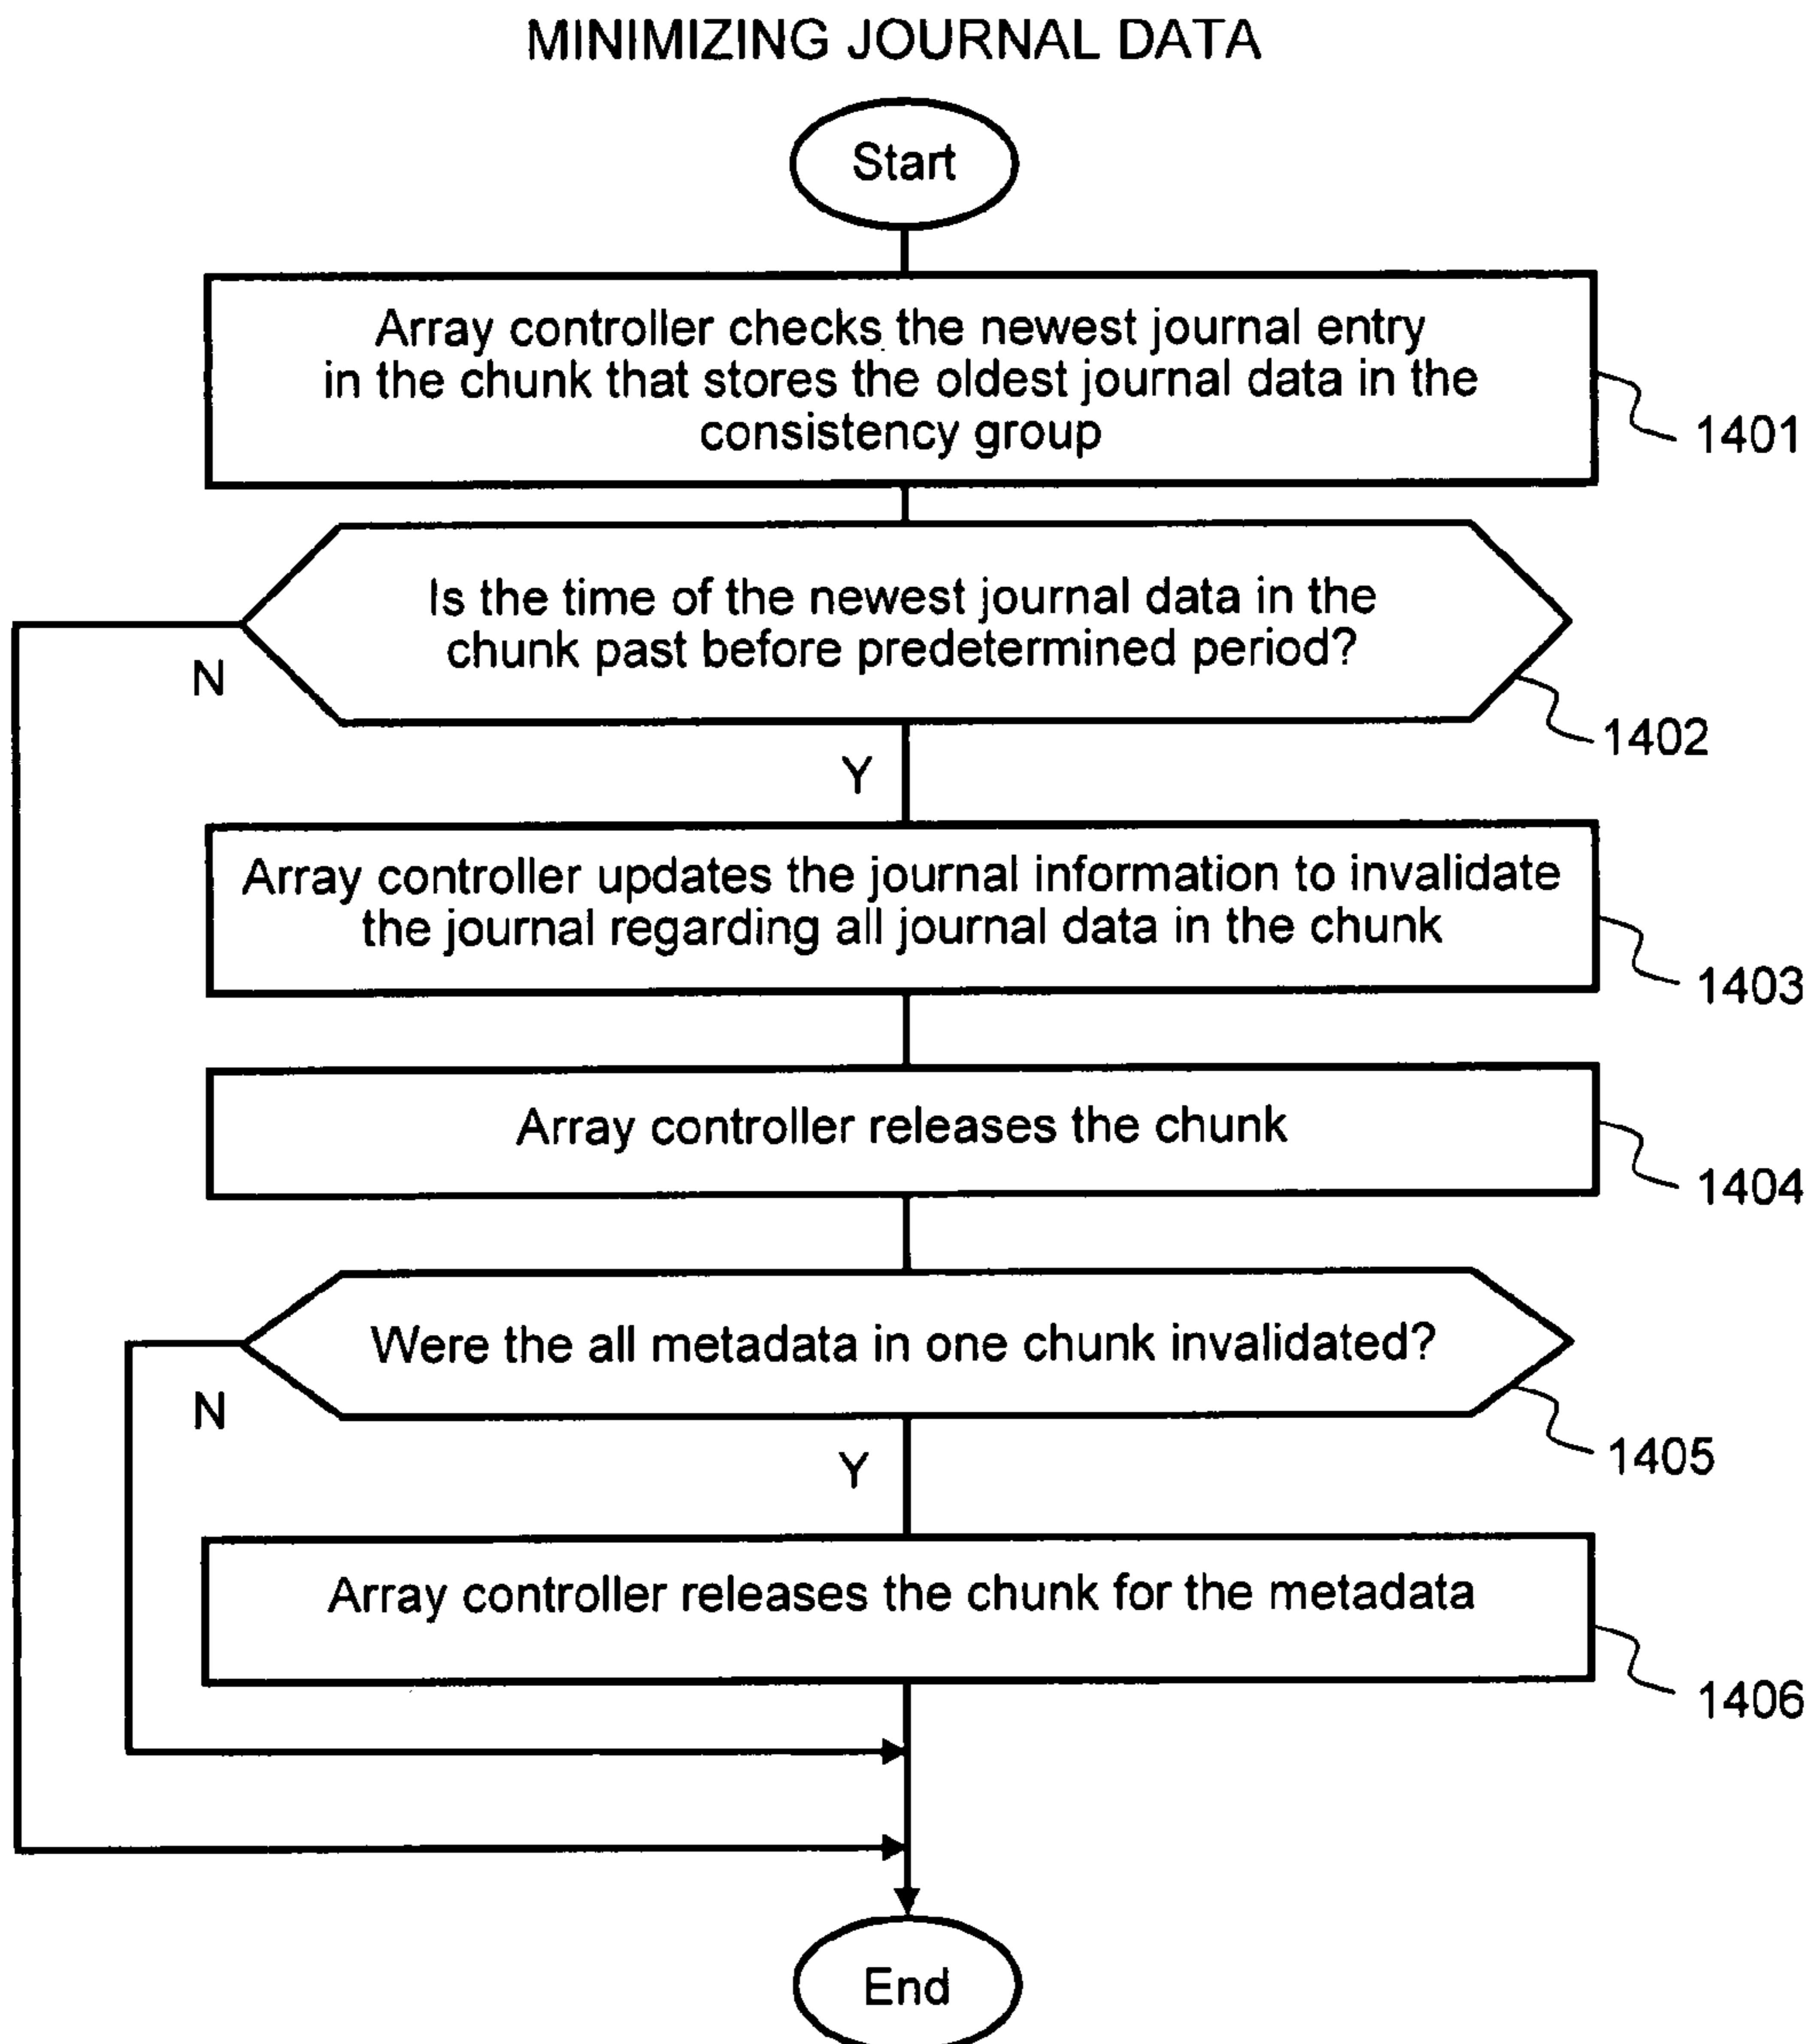 MINIMIZING JOURNAL DATA
Start
Array controller checks the newest journal entry
in the chunk that stores the oldest journal data in the
consistency group
1401
Is the time of the newest journal data in the
chunk past before predetermined period?
N
1402
Y
Array controller updates the journal information to invalidate
the journal regarding all journal data in the chunk
1403
Array controller releases the chunk
1404
Were the all metadata in one chunk invalidated?
N
1405
Y
Array controller releases the chunk for the metadata
1406
End